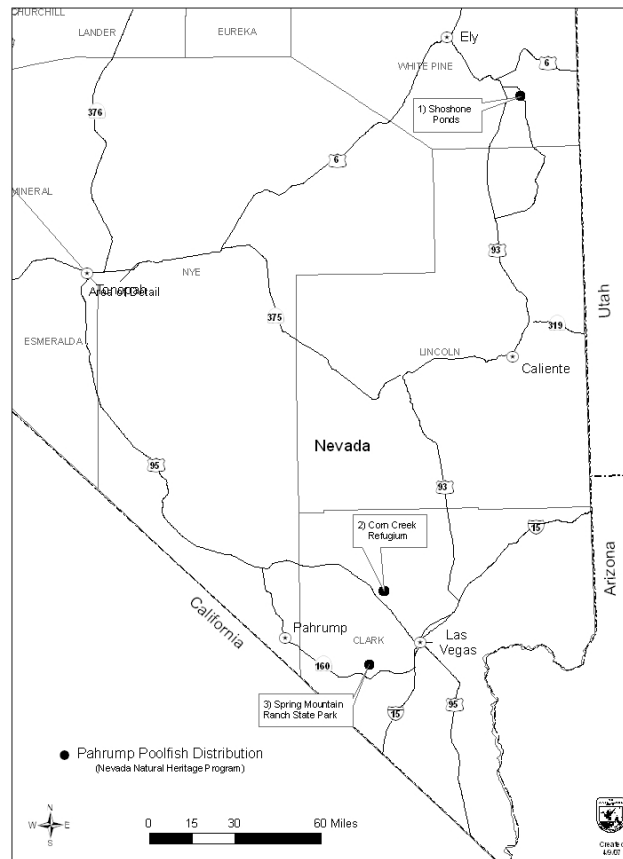 CHURCHILL
LANDER
EUREKA
Ely
WHITE PINE
6
1) Shoshone
Ponds
376
6
MINERAL
93
NYE
Tonopah
Area of Detail
Utah
375
319
ESMERALDA
LINCOLN
Caliente
Nevada
95
93
2) Corn Creek
Refugium
15
Arizona
California
Pahrump
CLARK
Las
Vegas
160
3) Spring Mountain
Ranch State Park
15
95
Pahrump Poolfish Distribution
(Nevada Natural Heritage Program)
N
W E
S
0 15 30 60 Miles